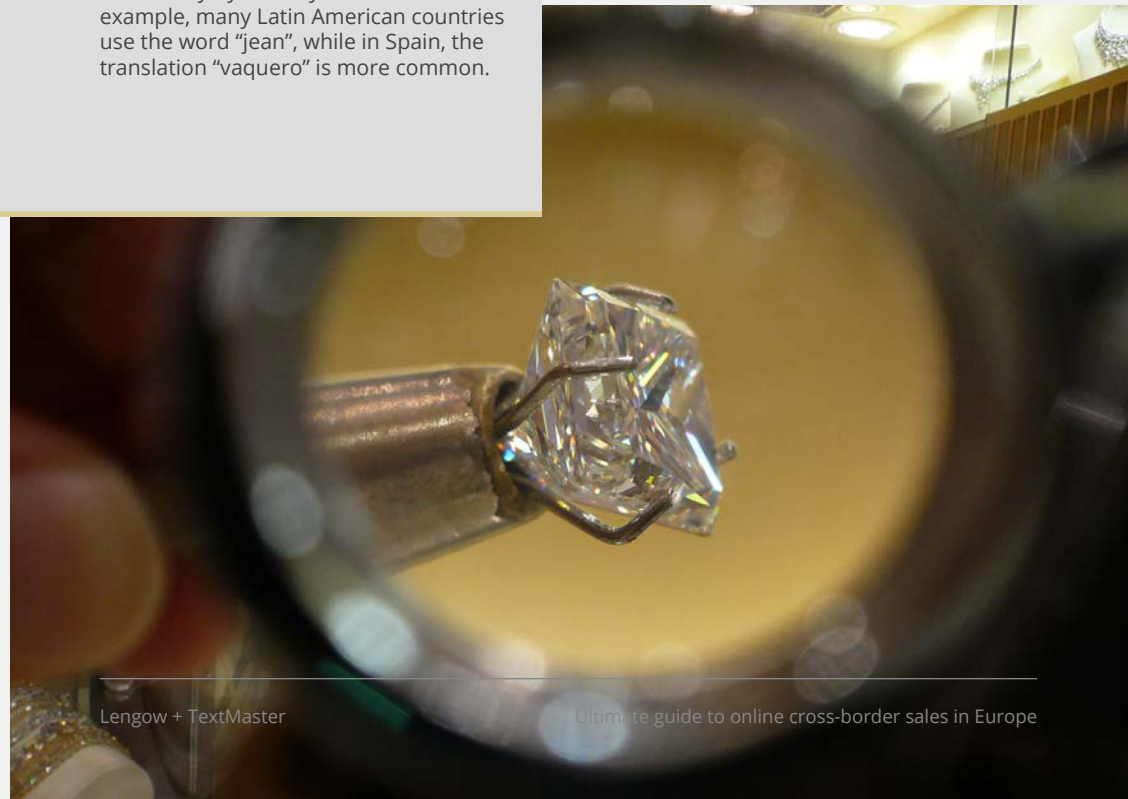 example, many Latin American countries
use the word “jean”, while in Spain, the
translation “vaquero” is more common.
Lengow + TextMaster
Ultimate guide to online cross-border sales in Europe